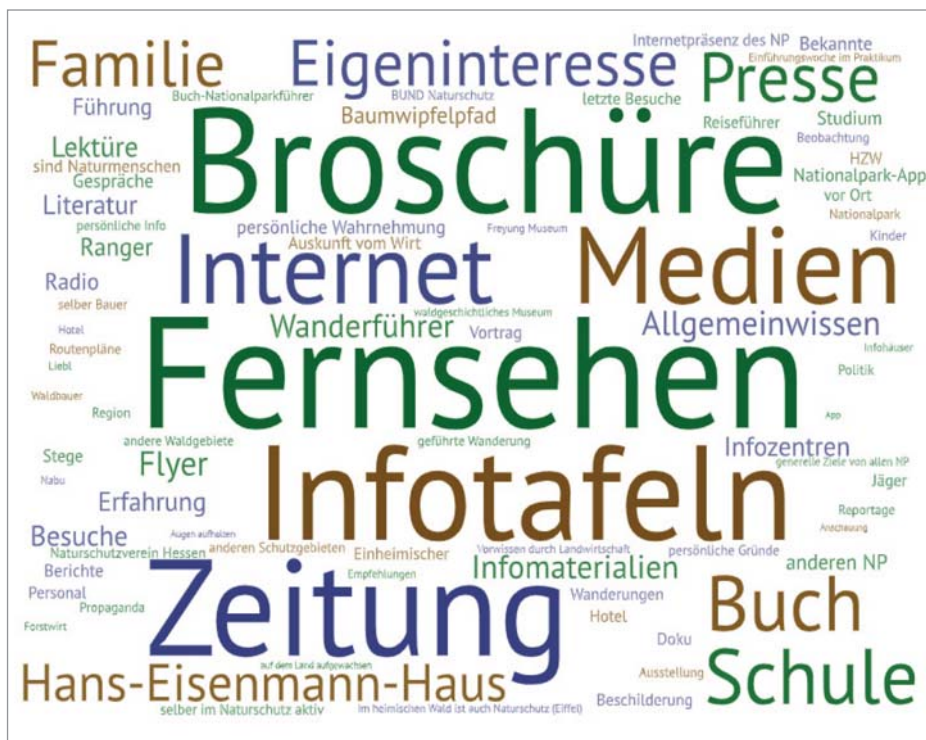 Familie
Eigeninteresse
Internetpräsenz des NP
Bekannte
Einführungswoche im Praktikum
Presse
Führung
Buch-Nationalparkführer
BUND Naturschutz
letzte Besuche
Baumwipfelpfad
Broschüre
Reiseführer
Studium
Beobachtung
Lektüre
sind Naturmenschen
Gespräche
HZW
Nationalpark-App
vor Ort
Literatur
persönliche Info
Ranger
persönliche Wahrnehmung
Freyung Museum
Auskunft vom Wirt
Nationalpark
Kinder
Internet
Medien
Radio
selber Bauer
waldgeschichtliches Museum
Hotel
Wanderführer
Vortrag
Allgemeinwissen
Routenpläne
Liebl
Infohäuser
Politik
Fernsehen
Waldbauer
Region
App
andere Waldgebiete
geführte Wanderung
Infozentren
Stege
Flyer
generelle Ziele von allen NP
Nabu
Jäger
Infotafeln
Erfahrung
Reportage
Besuche
Augen aufhalten
Anschauung
Naturschutzverein Hessen
anderen Schutzgebieten
Einheimischer
Vorwissen durch Landwirtschaft
persönliche Gründe
Berichte
Empfehlungen
Infomaterialien
anderen NP
Personal
Propaganda
Zeitung
Wanderungen
Buch
Forstwirt
Hotel
Doku
auf dem Land aufgewachsen
Ausstellung
Schule
Hans-Eisenmann-Haus
Beschilderung
selber im Naturschutz aktiv
Im heimischen Wald ist auch Naturschutz (Eiffel)